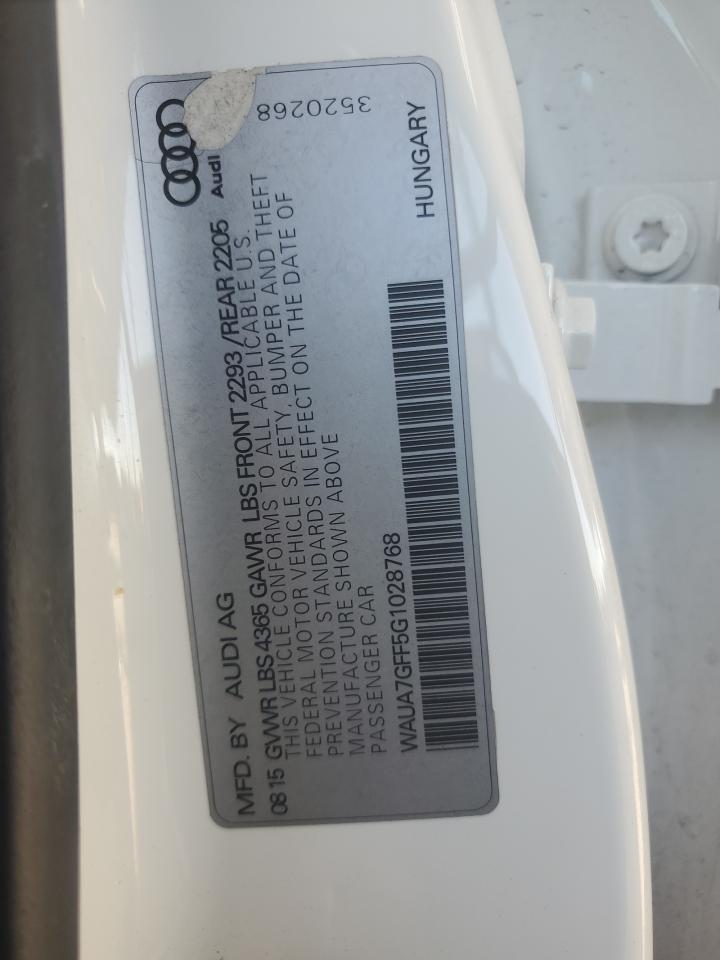 MFD. BY AUDI AG
Audi
08 15 GVWR LBS 4365 GAWR LBS FRONT 2293 /REAR 2205
THIS VEHICLE CONFORMS TO ALL APPLICABLE U.S.
FEDERAL MOTOR VEHICLE SAFETY, BUMPER AND THEFT
PREVENTION STANDARDS IN EFFECT ON THE DATE OF
MANUFACTURE SHOWN ABOVE
PASSENGER CAR
3520268
WAUA7GFF5G1028768
HUNGARY